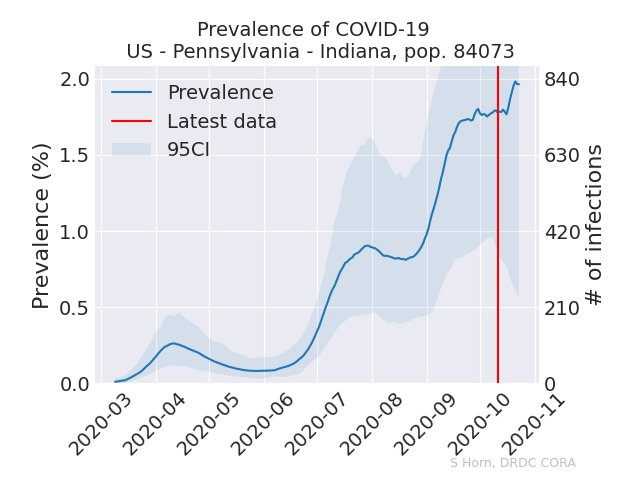 Prevalence of COVID-19
US - Pennsylvania - Indiana, pop. 84073
Prevalence
Latest data
95CI
Prevalence (%)
2.0
1.5
1.0
0.5
0.0
# of infections
840
630
420
210
0
2020-03
2020-04
2020-05
2020-06
2020-07
2020-08
2020-09
2020-10
2020-11
S Horn, DRDC CORA